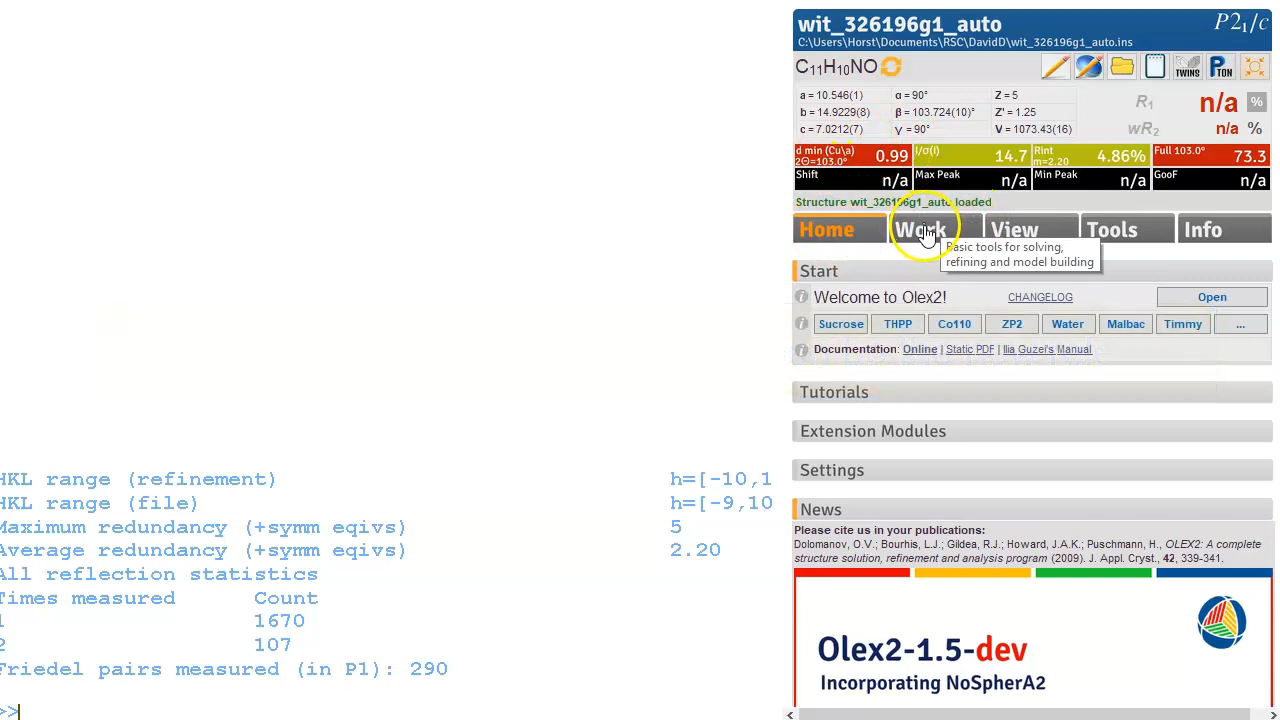 wit_326196g1_auto P2₁/c
C:\Users\Horst\Documents\RSC\DavidD\wit_326196g1_auto.ins
C₁₁H₁₀NO TWINS PTON
a = 10.546(1) α = 90° Z = 5
b = 14.9229(8) β = 103.724(10)° Z' = 1.25
c = 7.0212(7) γ = 90° V = 1073.43(16)
R₁ n/a %
wR₂ n/a %
d min (Cu\a) 2Θ=103.0° 0.99 I/σ(I) 14.7 Rint m=2.20 4.86% Full 103.0° 73.3
Shift n/a Max Peak n/a Min Peak n/a GooF n/a
Structure wit_326196g1_auto loaded
Home Work View Tools Info
Basic tools for solving,
refining and model building
Start
Welcome to Olex2! CHANGELOG Open
Sucrose THPP Co110 ZP2 Water Malbac Timmy ...
Documentation: Online | Static PDF | Ilia Guzei's Manual
Tutorials
Extension Modules
Settings
News
Please cite us in your publications:
Dolomanov, O.V.; Bourhis, L.J.; Gildea, R.J.; Howard, J.A.K.; Puschmann, H., OLEX2: A complete
structure solution, refinement and analysis program (2009). J. Appl. Cryst., 42, 339-341.
Olex2-1.5-dev
Incorporating NoSpherA2
HKL range (refinement) h=[-10,1
HKL range (file) h=[-9,10
Maximum redundancy (+symm eqivs) 5
Average redundancy (+symm eqivs) 2.20
All reflection statistics
Times measured Count
1 1670
2 107
Friedel pairs measured (in P1): 290
>>